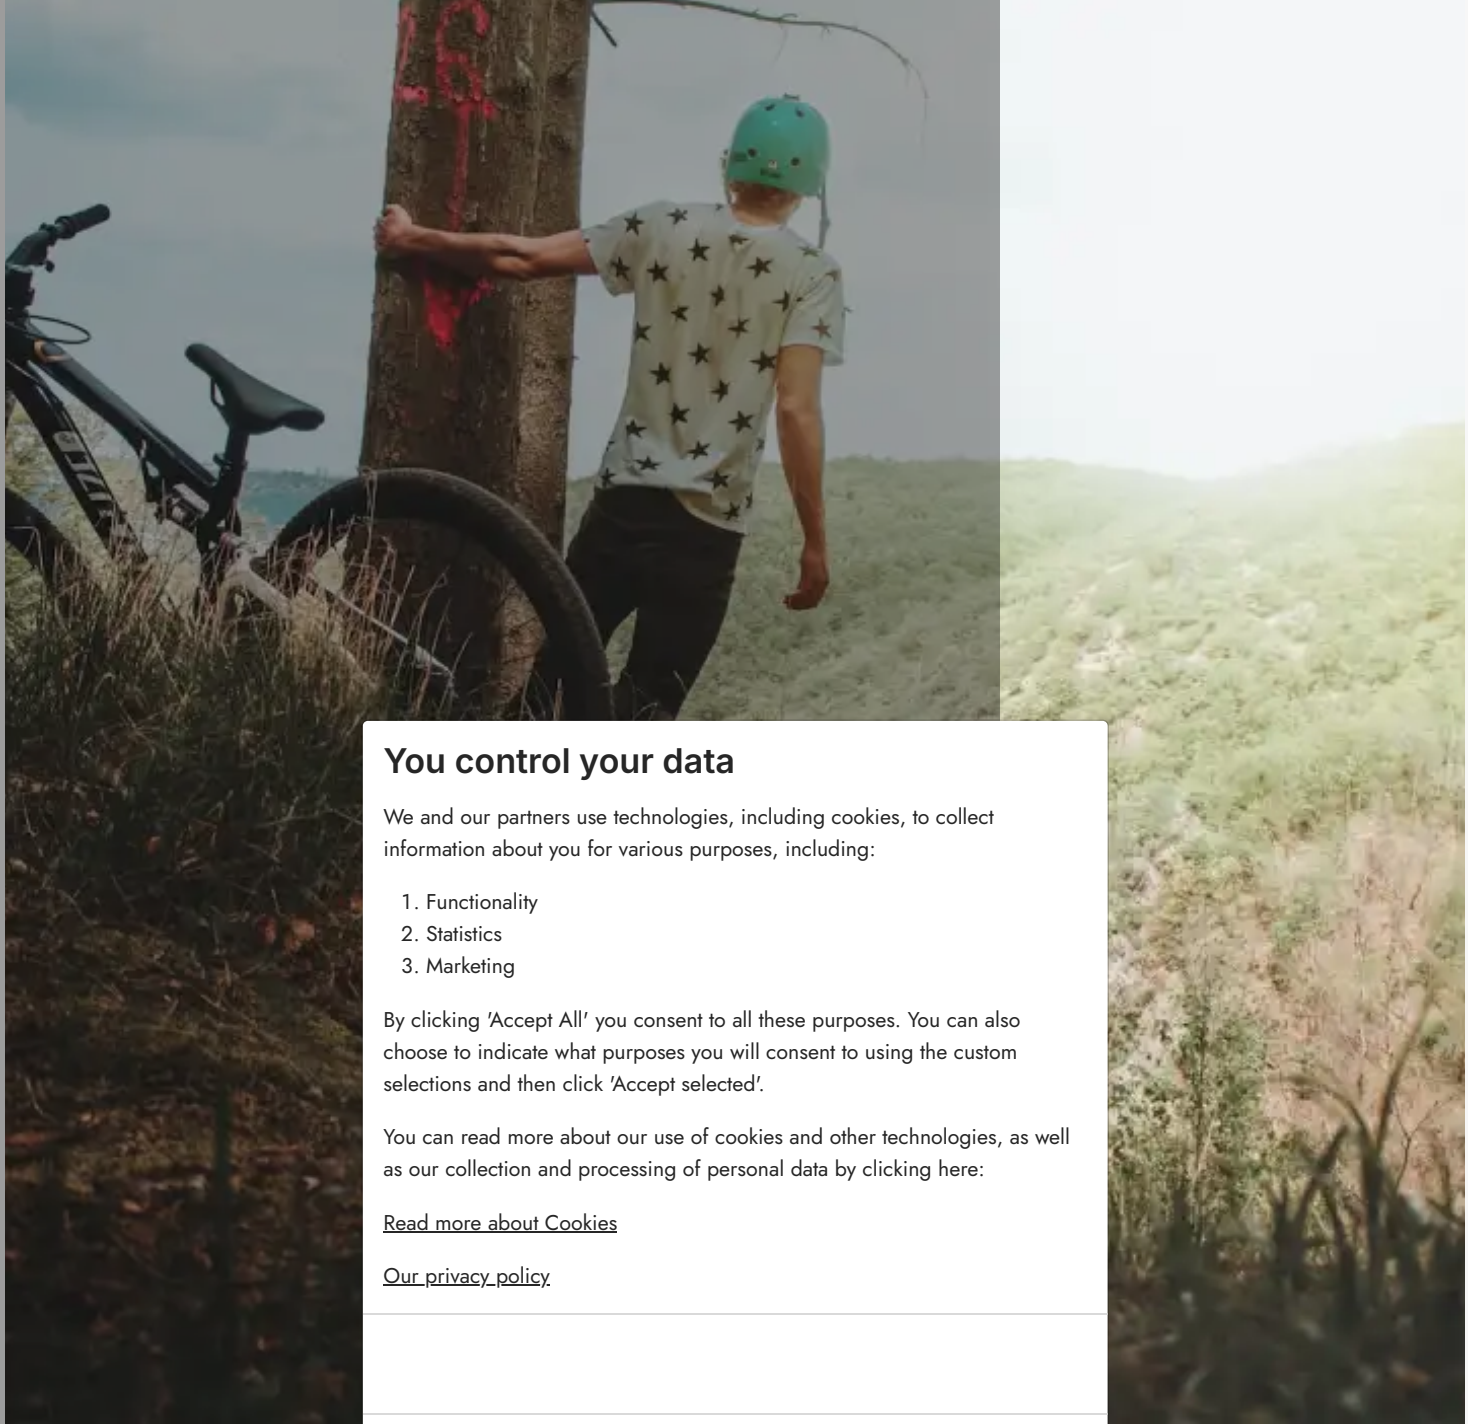 L6
You control your data
We and our partners use technologies, including cookies, to collect
information about you for various purposes, including:
1. Functionality
2. Statistics
3. Marketing
By clicking 'Accept All' you consent to all these purposes. You can also
choose to indicate what purposes you will consent to using the custom
selections and then click 'Accept selected'.
You can read more about our use of cookies and other technologies, as well
as our collection and processing of personal data by clicking here:
Read more about Cookies
Our privacy policy